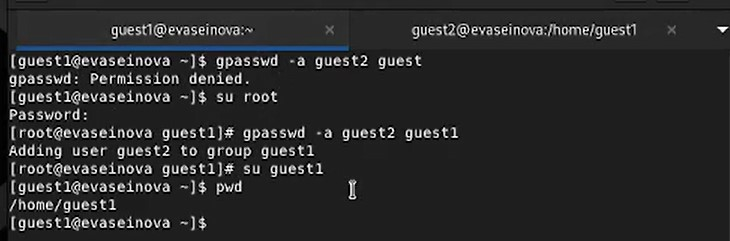 guest1@evaseinova:~ × guest2@evaseinova:/home/guest1 ×
[guest1@evaseinova ~]$ gpasswd -a guest2 guest
gpasswd: Permission denied.
[guest1@evaseinova ~]$ su root
Password:
[root@evaseinova guest1]# gpasswd -a guest2 guest1
Adding user guest2 to group guest1
[root@evaseinova guest1]# su guest1
[guest1@evaseinova ~]$ pwd
/home/guest1
[guest1@evaseinova ~]$